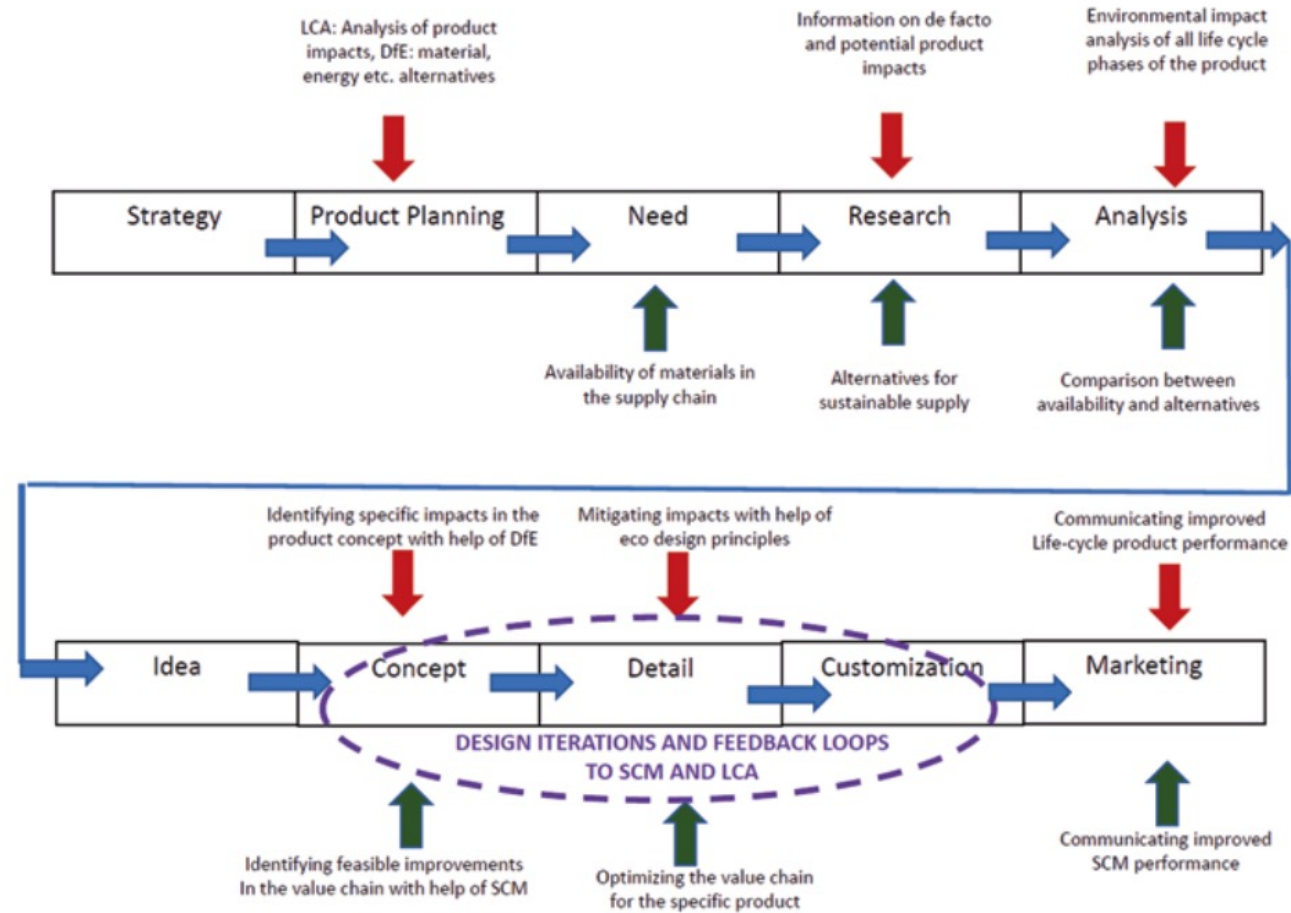 LCA: Analysis of product
impacts, DfE: material,
energy etc. alternatives
Information on de facto
and potential product
impacts
Environmental impact
analysis of all life cycle
phases of the product
Strategy
Product Planning
Need
Research
Analysis
Availability of materials in
the supply chain
Alternatives for
sustainable supply
Comparison between
availability and alternatives
Identifying specific impacts in the
product concept with help of DfE
Mitigating impacts with help of
eco design principles
Communicating improved
Life-cycle product performance
Idea
Concept
Detail
Customization
Marketing
DESIGN ITERATIONS AND FEEDBACK LOOPS
TO SCM AND LCA
Identifying feasible improvements
In the value chain with help of SCM
Optimizing the value chain
for the specific product
Communicating improved
SCM performance